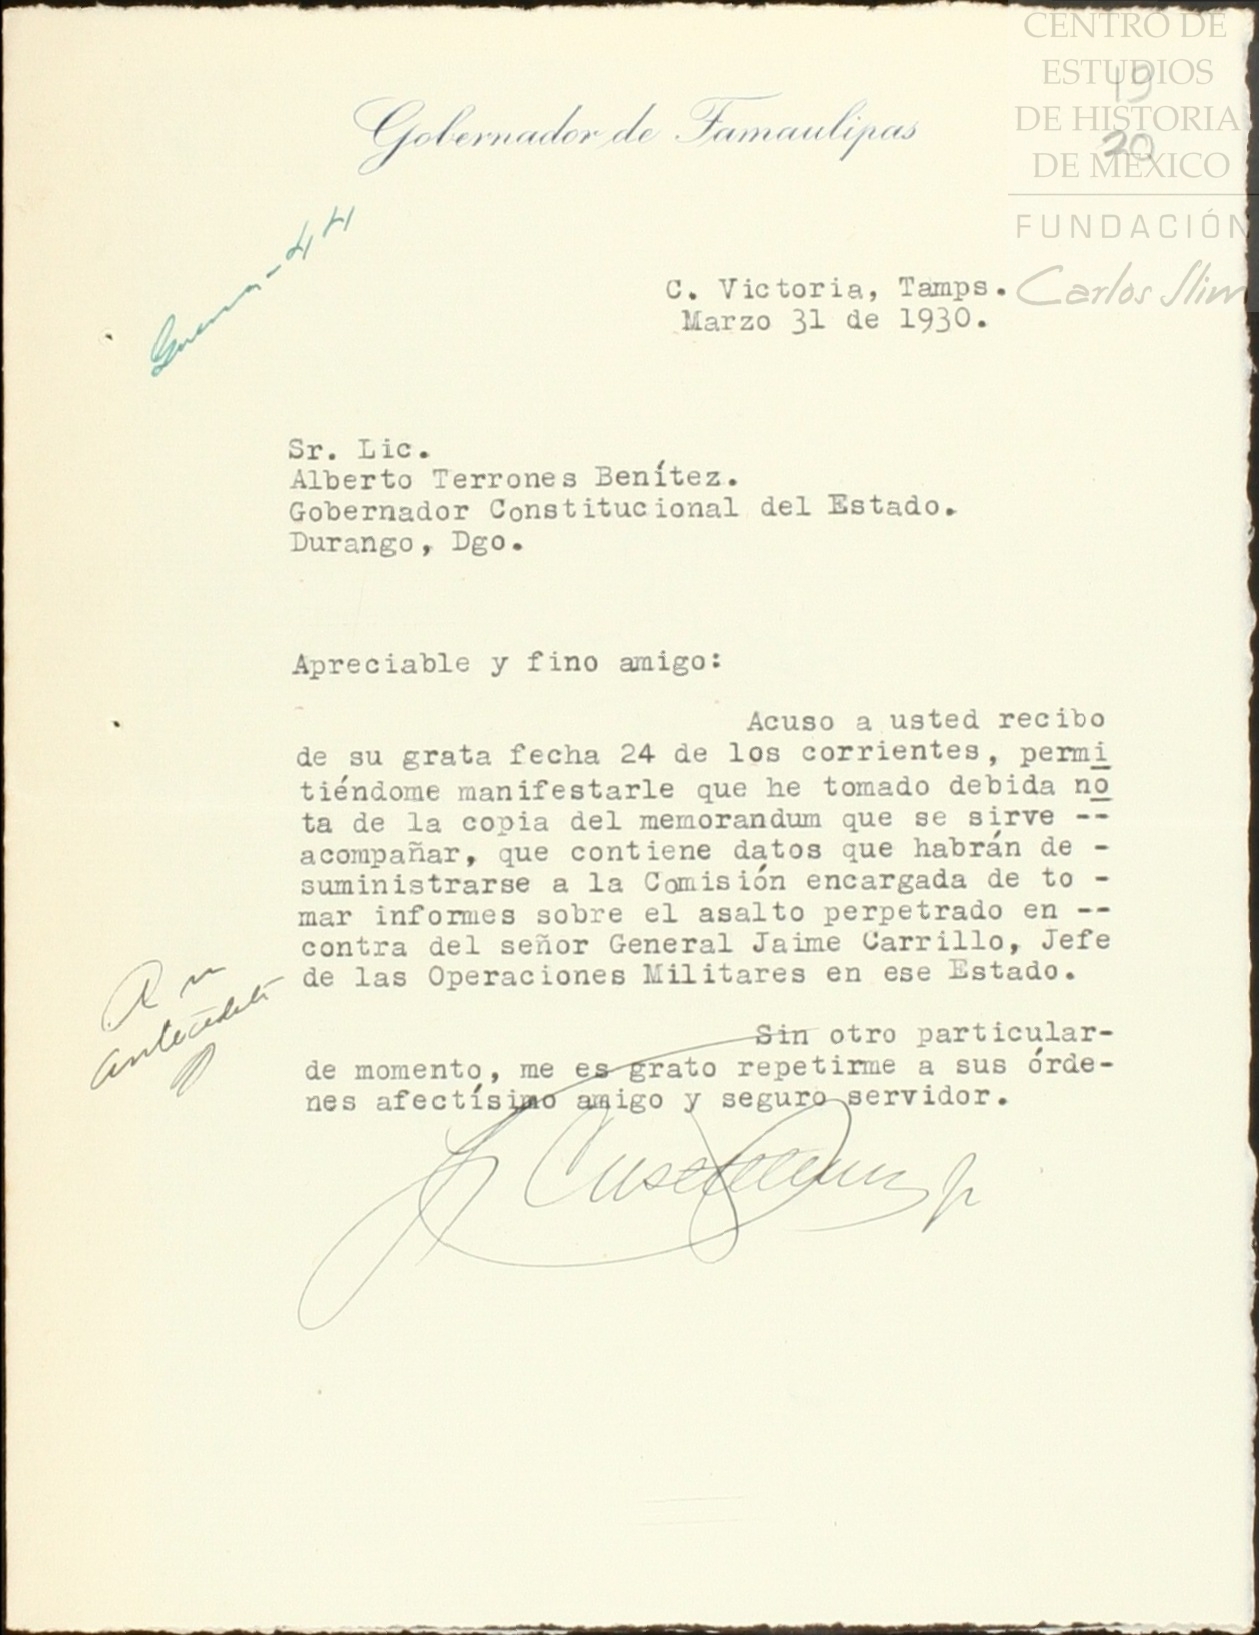 CENTRO DE
ESTUDIOS
DE HISTORIA
DE MÉXICO
FUNDACIÓN
Carlos Slim
19
20
Gobernador de Tamaulipas
Guerra-44
C. Victoria, Tamps.
Marzo 31 de 1930.
Sr. Lic.
Alberto Terrones Benítez.
Gobernador Constitucional del Estado.
Durango, Dgo.
Apreciable y fino amigo:
Acuso a usted recibo
de su grata fecha 24 de los corrientes, permi
tiéndome manifestarle que he tomado debida no
ta de la copia del memorandum que se sirve --
acompañar, que contiene datos que habrán de -
suministrarse a la Comisión encargada de to -
mar informes sobre el asalto perpetrado en --
contra del señor General Jaime Carrillo, Jefe
de las Operaciones Militares en ese Estado.
A
Sin otro particular-
de momento, me es grato repetirme a sus órde-
nes afectísimo amigo y seguro servidor.